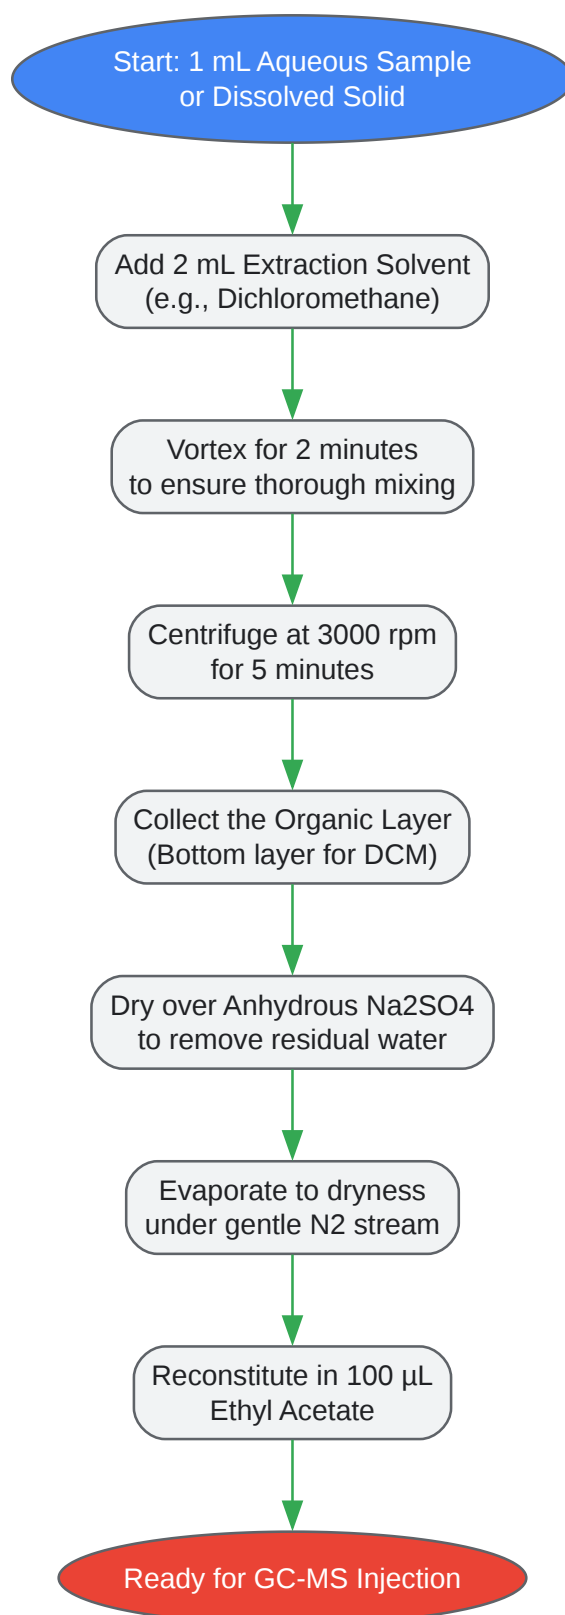 Start: 1 mL Aqueous Sample
or Dissolved Solid
Add 2 mL Extraction Solvent
(e.g., Dichloromethane)
Vortex for 2 minutes
to ensure thorough mixing
Centrifuge at 3000 rpm
for 5 minutes
Collect the Organic Layer
(Bottom layer for DCM)
Dry over Anhydrous Na2SO4
to remove residual water
Evaporate to dryness
under gentle N2 stream
Reconstitute in 100 µL
Ethyl Acetate
Ready for GC-MS Injection